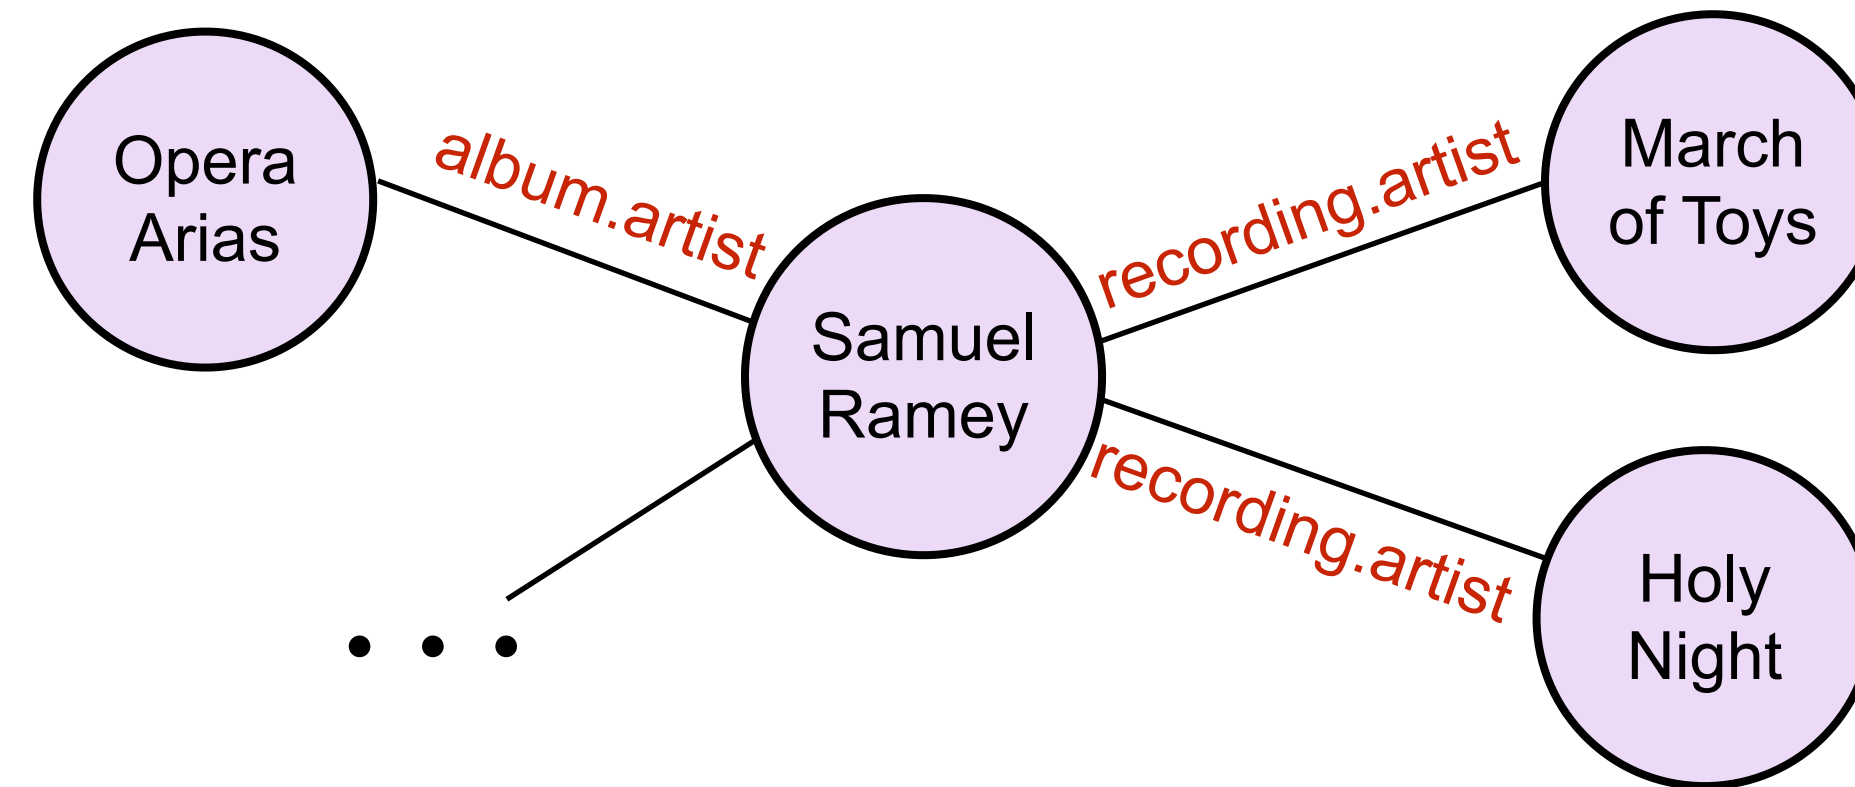 Opera
Arias
album.artist
Samuel
Ramey
recording.artist
March
of Toys
recording.artist
Holy
Night
. . .